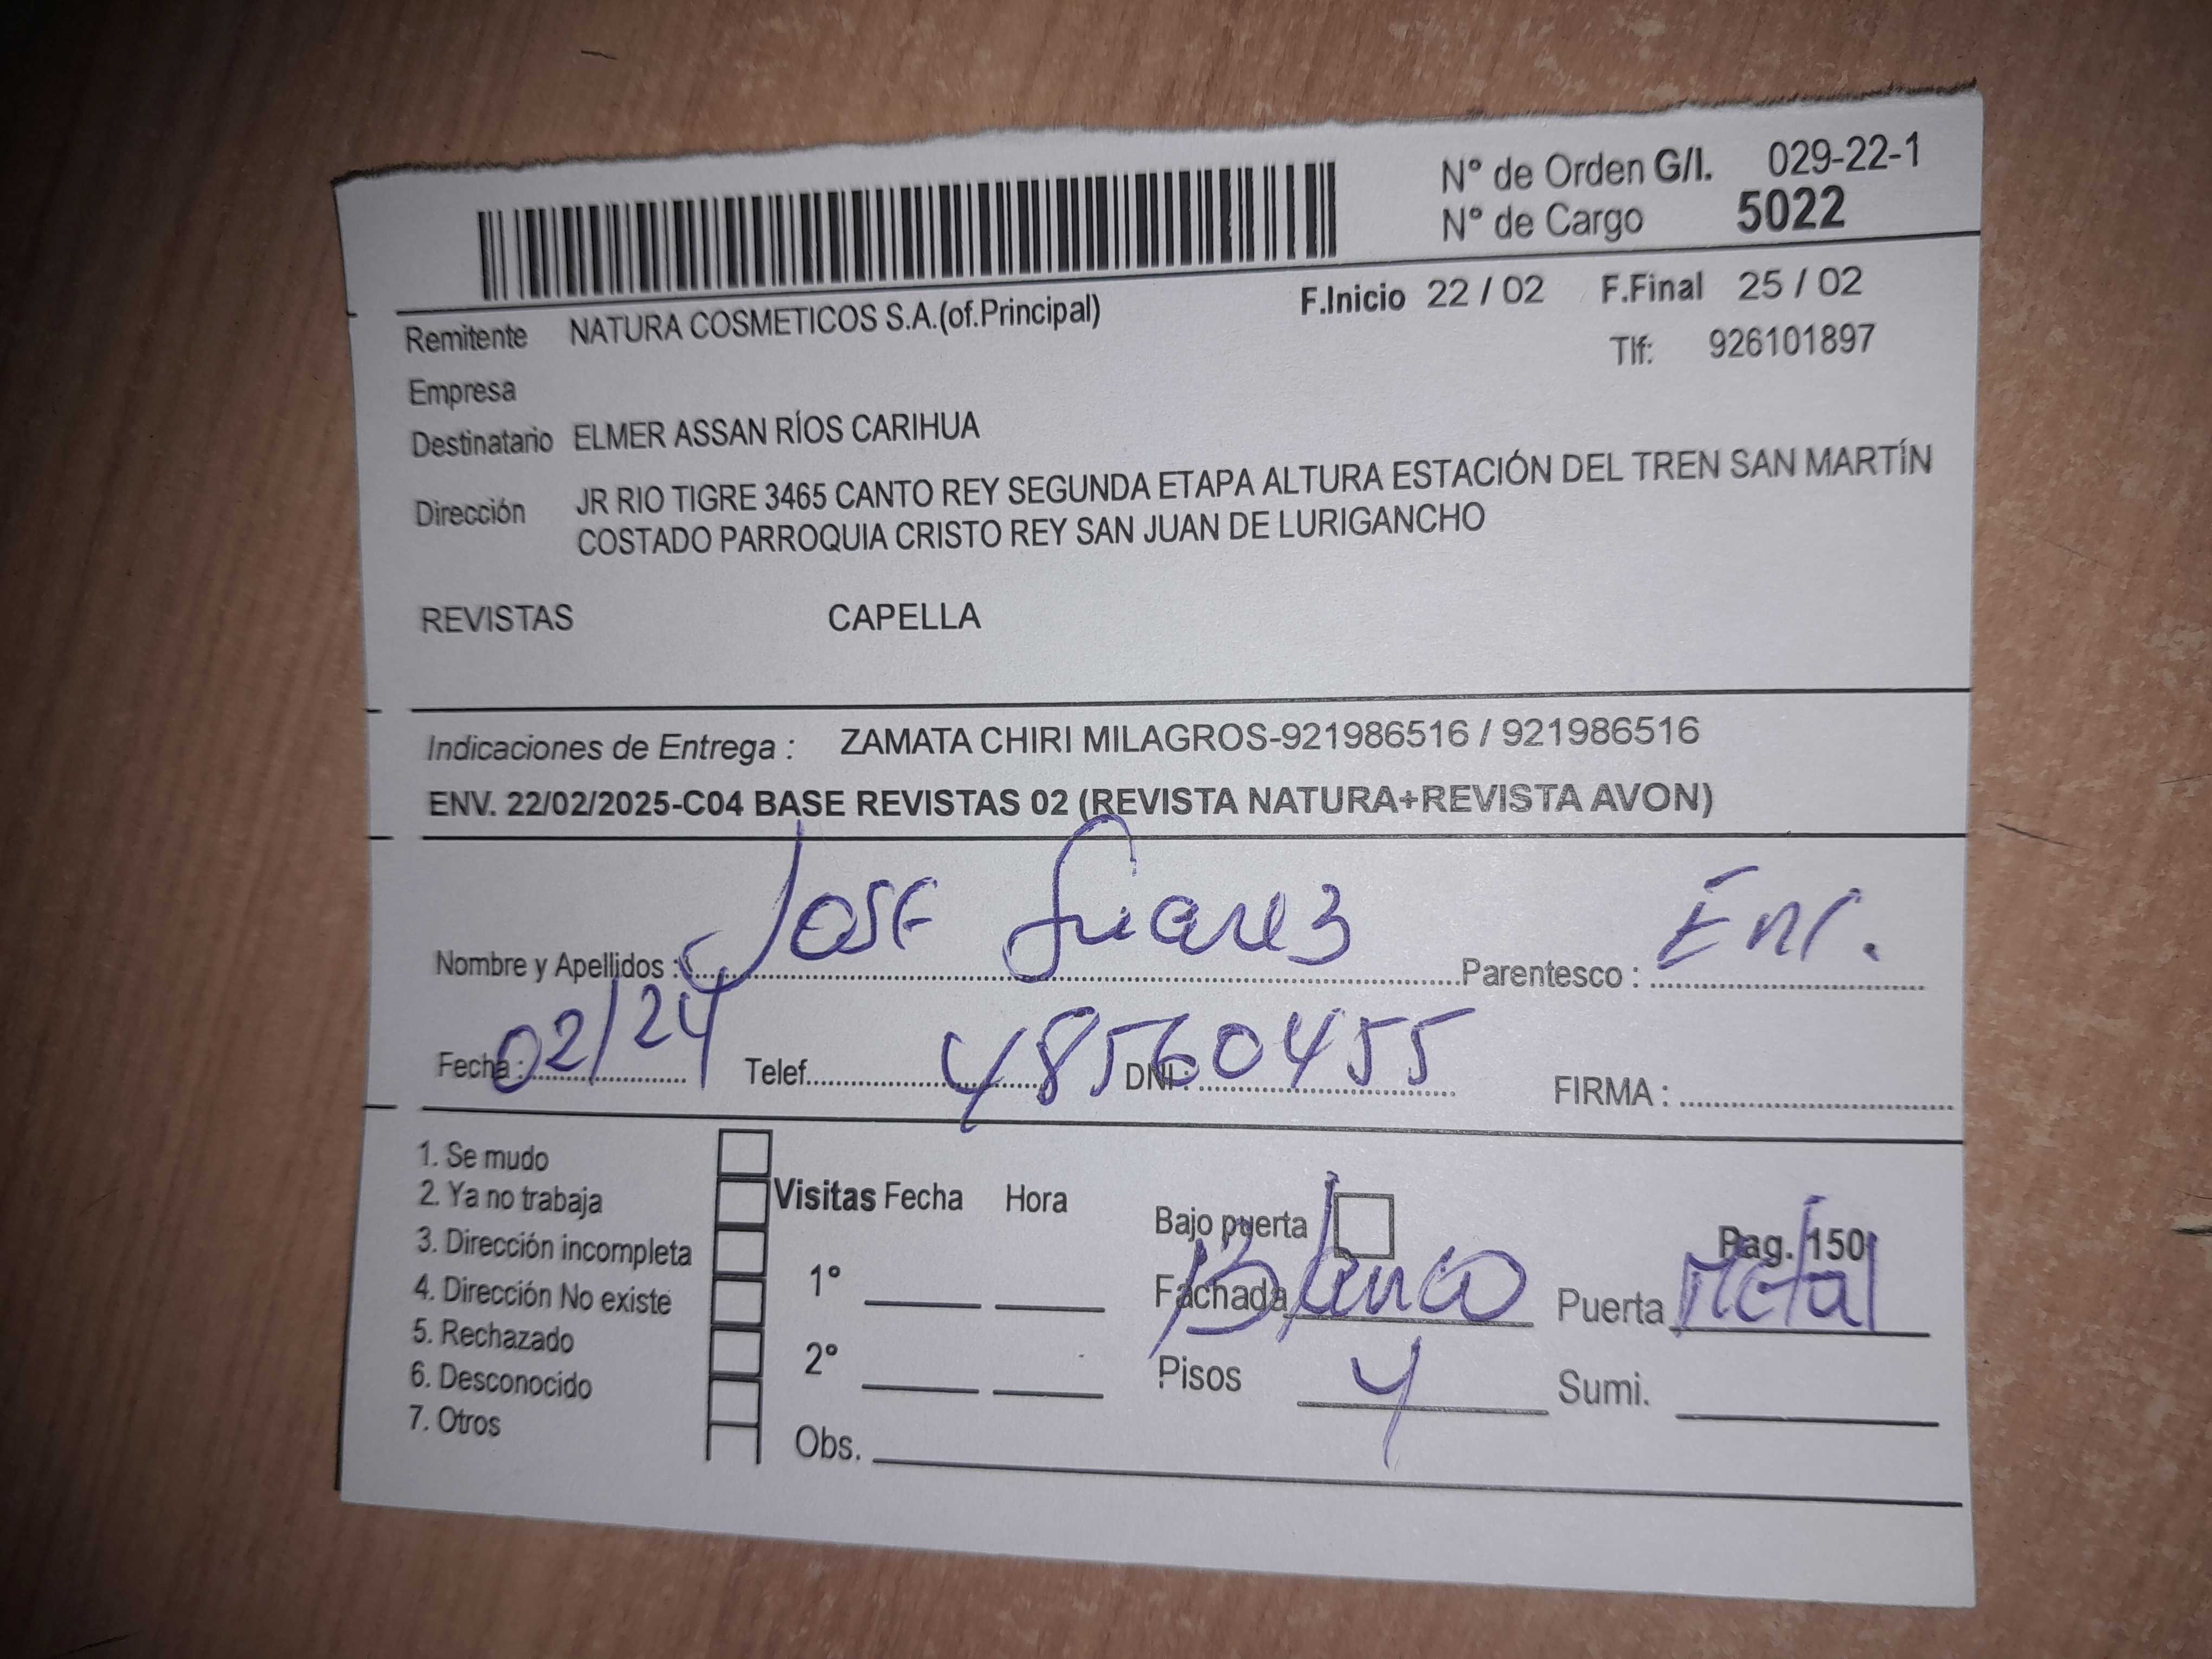 N° de Orden G/I. 029-22-1
N° de Cargo 5022
F.Inicio 22 / 02 F.Final 25 / 02
Remitente NATURA COSMETICOS S.A.(of.Principal)
Tlf: 926101897
Empresa
Destinatario ELMER ASSAN RÍOS CARIHUA
Dirección JR RIO TIGRE 3465 CANTO REY SEGUNDA ETAPA ALTURA ESTACIÓN DEL TREN SAN MARTÍN
COSTADO PARROQUIA CRISTO REY SAN JUAN DE LURIGANCHO
REVISTAS CAPELLA
Indicaciones de Entrega : ZAMATA CHIRI MILAGROS-921986516 / 921986516
ENV. 22/02/2025-C04 BASE REVISTAS 02 (REVISTA NATURA+REVISTA AVON)
Nombre y Apellidos : Jose Suarez Parentesco : Enc.
Fecha : 02/24 Telef. DNI : 48560455 FIRMA :
1. Se mudo
2. Ya no trabaja
3. Dirección incompleta
4. Dirección No existe
5. Rechazado
6. Desconocido
7. Otros
Visitas Fecha Hora
1°
2°
Obs.
Bajo puerta Pag. 150
Fachada Blanco Puerta Metal
Pisos 4 Sumi.